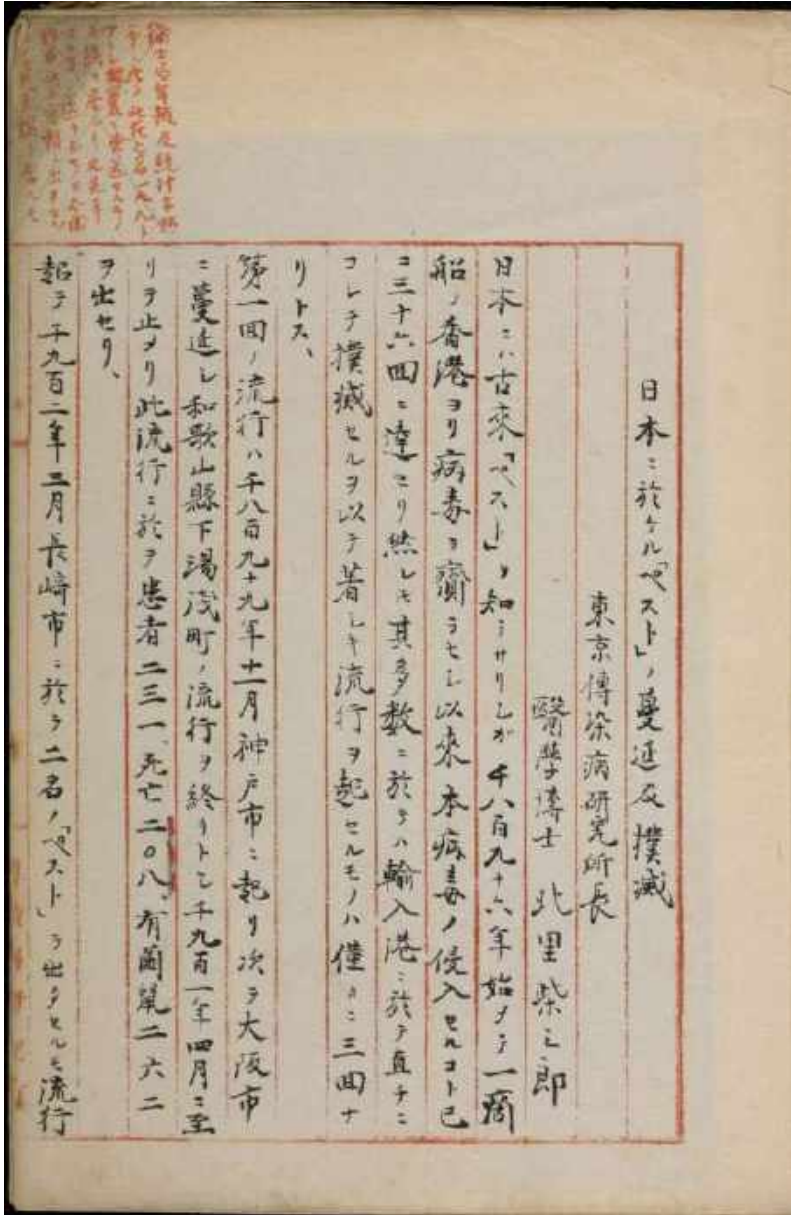 日本ニ於ケル「ペスト」ノ蔓延及撲滅
東京傳染病研究所長
醫學博士 北里柴三郎
日本ニハ古來「ペスト」ヲ知ラサリシガ千八百九十六年始メテ一商
船ノ香港ヨリ病毒ヲ齎ラセシ以來本病毒ノ侵入セルコト已
ニ三十六回ニ達セリ然レモ其多数ニ於テハ輸入港ニ於テ直チニ
コレヲ撲滅セルヲ以テ著シキ流行ヲ起セルモノハ僅カニ三回ナ
リトス、
第一回ノ流行ハ千八百九十九年十一月神戸市ニ起リ次テ大阪市
ニ蔓延シ和歌山縣下湯浅町ノ流行ヲ終リトシ千九百一年四月ニ至
リテ止メリ此流行ニ於テ患者二三一、死亡二〇八、有菌鼠二六二
ヲ出セリ、
超テ千九百二年三月長崎市ニ於テ二名ノ「ペスト」ヲ出タセルモ流行